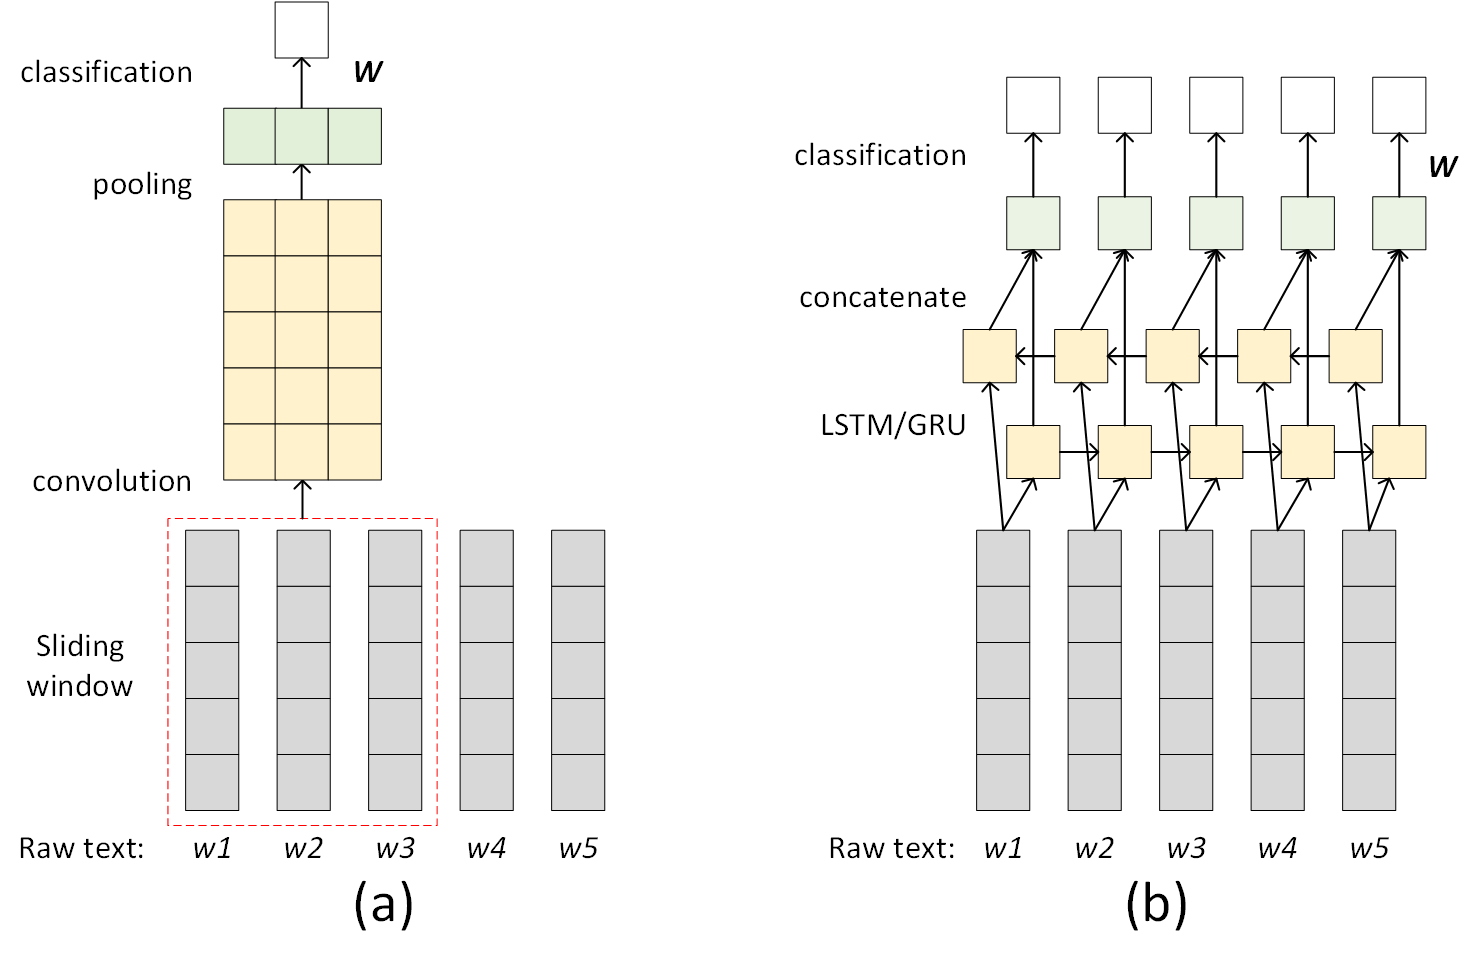 classification W
pooling
convolution
Sliding
window
Raw text: w1 w2 w3 w4 w5
(a)
classification W
concatenate
LSTM/GRU
Raw text: w1 w2 w3 w4 w5
(b)